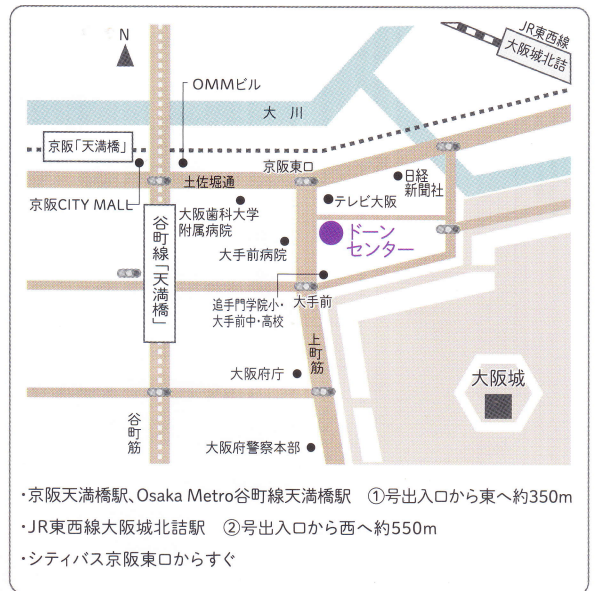 N
JR東西線
大阪城北詰
OMMビル
大 川
京阪「天満橋」
京阪東口
土佐堀通
日経
新聞社
京阪CITY MALL
テレビ大阪
大阪歯科大学
附属病院
谷町線「天満橋」
ドーン
センター
大手前病院
追手門学院小・
大手前中・高校
大手前
上町筋
大阪府庁
大阪城
谷町筋
大阪府警察本部
・京阪天満橋駅、Osaka Metro谷町線天満橋駅 ①号出入口から東へ約350m
・JR東西線大阪城北詰駅 ②号出入口から西へ約550m
・シティバス京阪東口からすぐ